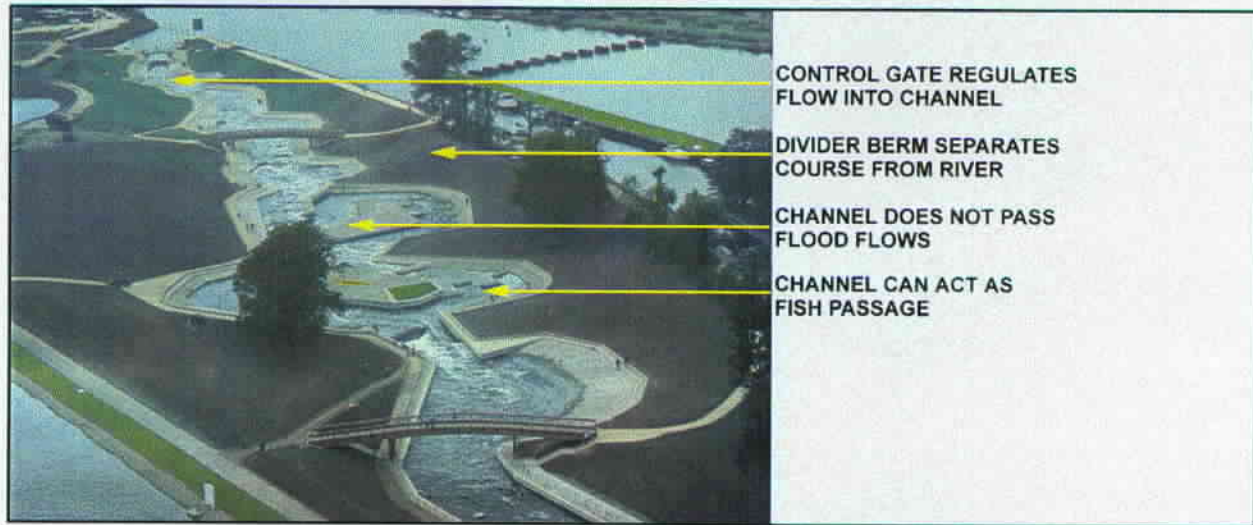 CONTROL GATE REGULATES
FLOW INTO CHANNEL
DIVIDER BERM SEPARATES
COURSE FROM RIVER
CHANNEL DOES NOT PASS
FLOOD FLOWS
CHANNEL CAN ACT AS
FISH PASSAGE